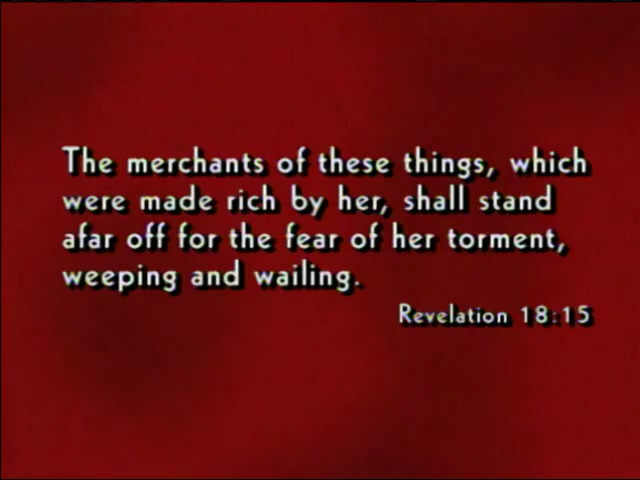 The merchants of these things, which
were made rich by her, shall stand
afar off for the fear of her torment,
weeping and wailing.
Revelation 18:15